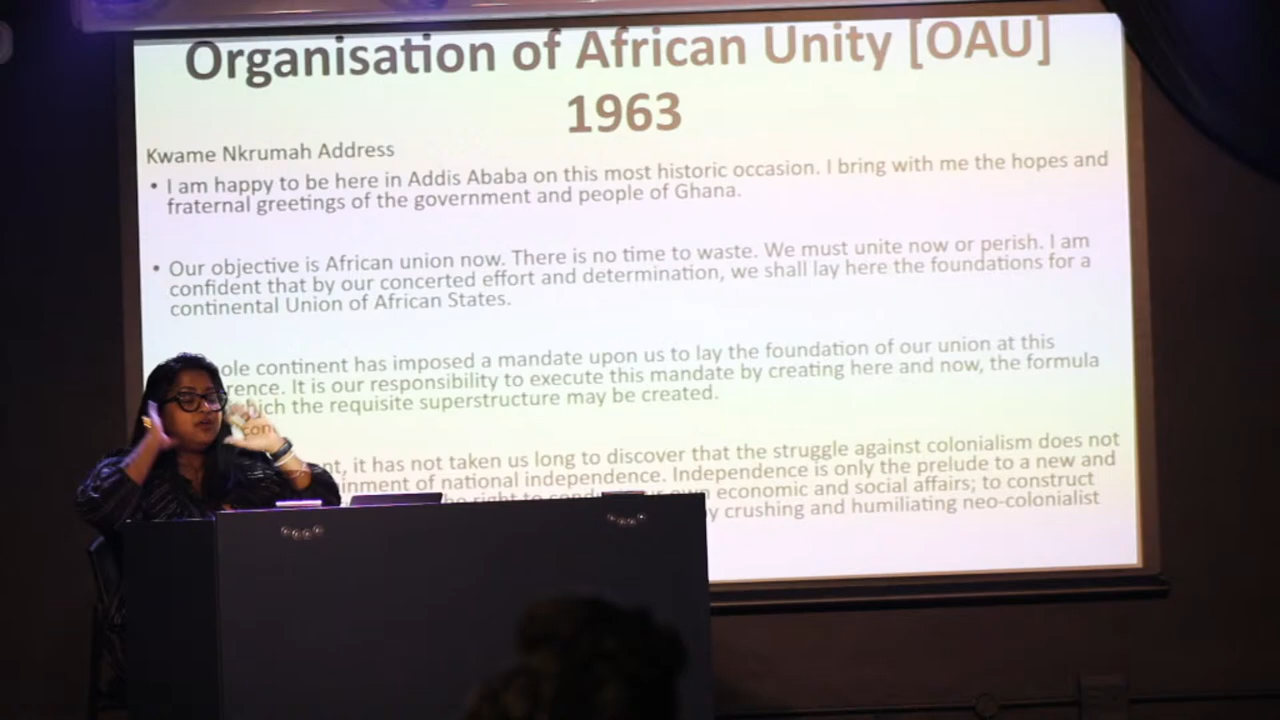 Organisation of African Unity [OAU]
1963
Kwame Nkrumah Address
• I am happy to be here in Addis Ababa on this most historic occasion. I bring with me the hopes and
fraternal greetings of the government and people of Ghana.
• Our objective is African union now. There is no time to waste. We must unite now or perish. I am
confident that by our concerted effort and determination, we shall lay here the foundations for a
continental Union of African States.
ole continent has imposed a mandate upon us to lay the foundation of our union at this
rence. It is our responsibility to execute this mandate by creating here and now, the formula
hich the requisite superstructure may be created.
con
nt, it has not taken us long to discover that the struggle against colonialism does not
inment of national independence. Independence is only the prelude to a new and
right to economic and social affairs; to construct
y crushing and humiliating neo-colonialist